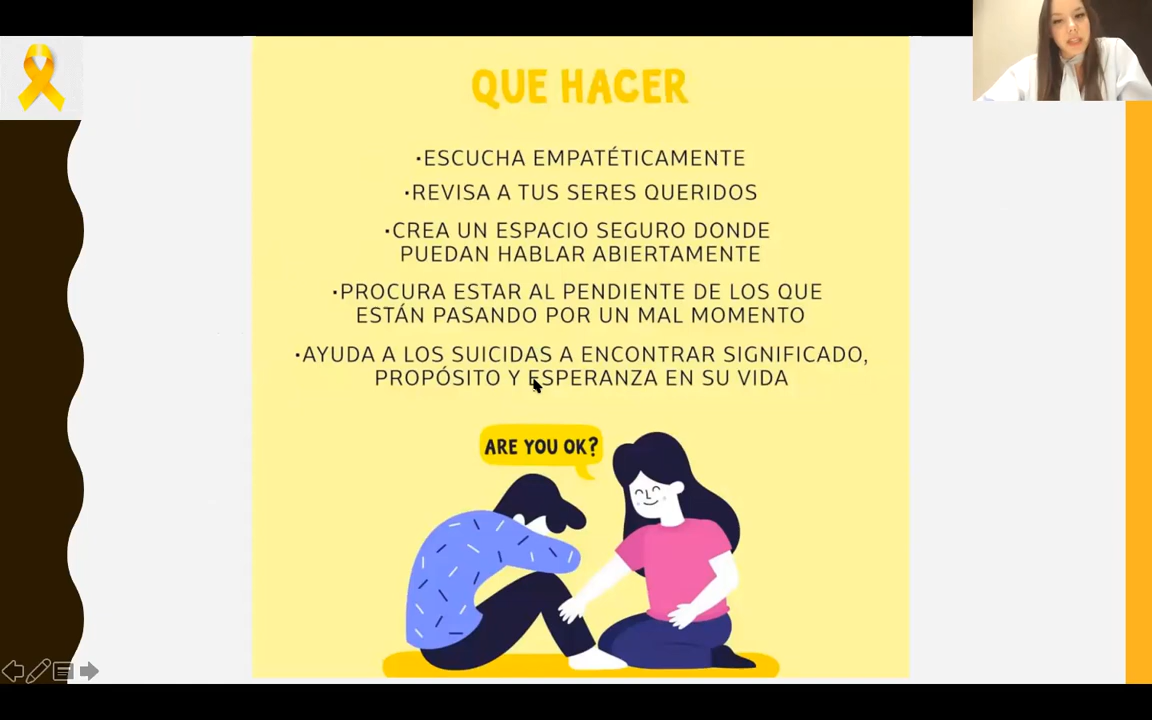 QUE HACER
•ESCUCHA EMPATÉTICAMENTE
•REVISA A TUS SERES QUERIDOS
•CREA UN ESPACIO SEGURO DONDE
PUEDAN HABLAR ABIERTAMENTE
•PROCURA ESTAR AL PENDIENTE DE LOS QUE
ESTÁN PASANDO POR UN MAL MOMENTO
•AYUDA A LOS SUICIDAS A ENCONTRAR SIGNIFICADO,
PROPÓSITO Y ESPERANZA EN SU VIDA
ARE YOU OK?